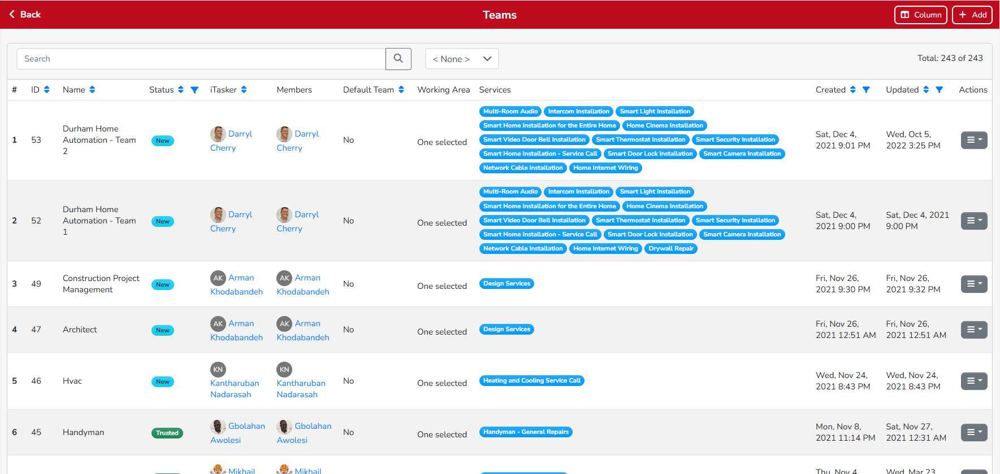 Back
Teams
Column
Add
Search
< None >
Total: 243 of 243
# ID Name Status iTasker Members Default Team Working Area Services Created Updated Actions
1 53 Durham Home Automation - Team 2 New Darryl Cherry Darryl Cherry No One selected
Multi-Room Audio Intercom Installation Smart Light Installation
Smart Home Installation for the Entire Home Home Cinema Installation
Smart Video Door Bell Installation Smart Thermostat Installation Smart Security Installation
Smart Home Installation - Service Call Smart Door Lock Installation Smart Camera Installation
Network Cable Installation Home Internet Wiring
Sat, Dec 4, 2021 9:01 PM Wed, Oct 5, 2022 3:25 PM
2 52 Durham Home Automation - Team 1 New Darryl Cherry Darryl Cherry No One selected
Multi-Room Audio Intercom Installation Smart Light Installation
Smart Home Installation for the Entire Home Home Cinema Installation
Smart Video Door Bell Installation Smart Thermostat Installation Smart Security Installation
Smart Home Installation - Service Call Smart Door Lock Installation Smart Camera Installation
Network Cable Installation Home Internet Wiring Drywall Repair
Sat, Dec 4, 2021 9:00 PM Sat, Dec 4, 2021 9:00 PM
3 49 Construction Project Management New AK Arman Khodabandeh AK Arman Khodabandeh No One selected Design Services Fri, Nov 26, 2021 9:30 PM Fri, Nov 26, 2021 9:32 PM
4 47 Architect New AK Arman Khodabandeh AK Arman Khodabandeh No One selected Design Services Fri, Nov 26, 2021 12:51 AM Fri, Nov 26, 2021 12:51 AM
5 46 Hvac New KN Kantharuban Nadarasah KN Kantharuban Nadarasah No One selected Heating and Cooling Service Call Wed, Nov 24, 2021 8:43 PM Wed, Nov 24, 2021 8:43 PM
6 45 Handyman Trusted Gbolahan Awolesi Gbolahan Awolesi No One selected Handyman - General Repairs Mon, Nov 8, 2021 11:14 PM Sat, Nov 27, 2021 12:31 AM
Mikhail Mikhail Thu, Nov 4, Wed, Mar 23,